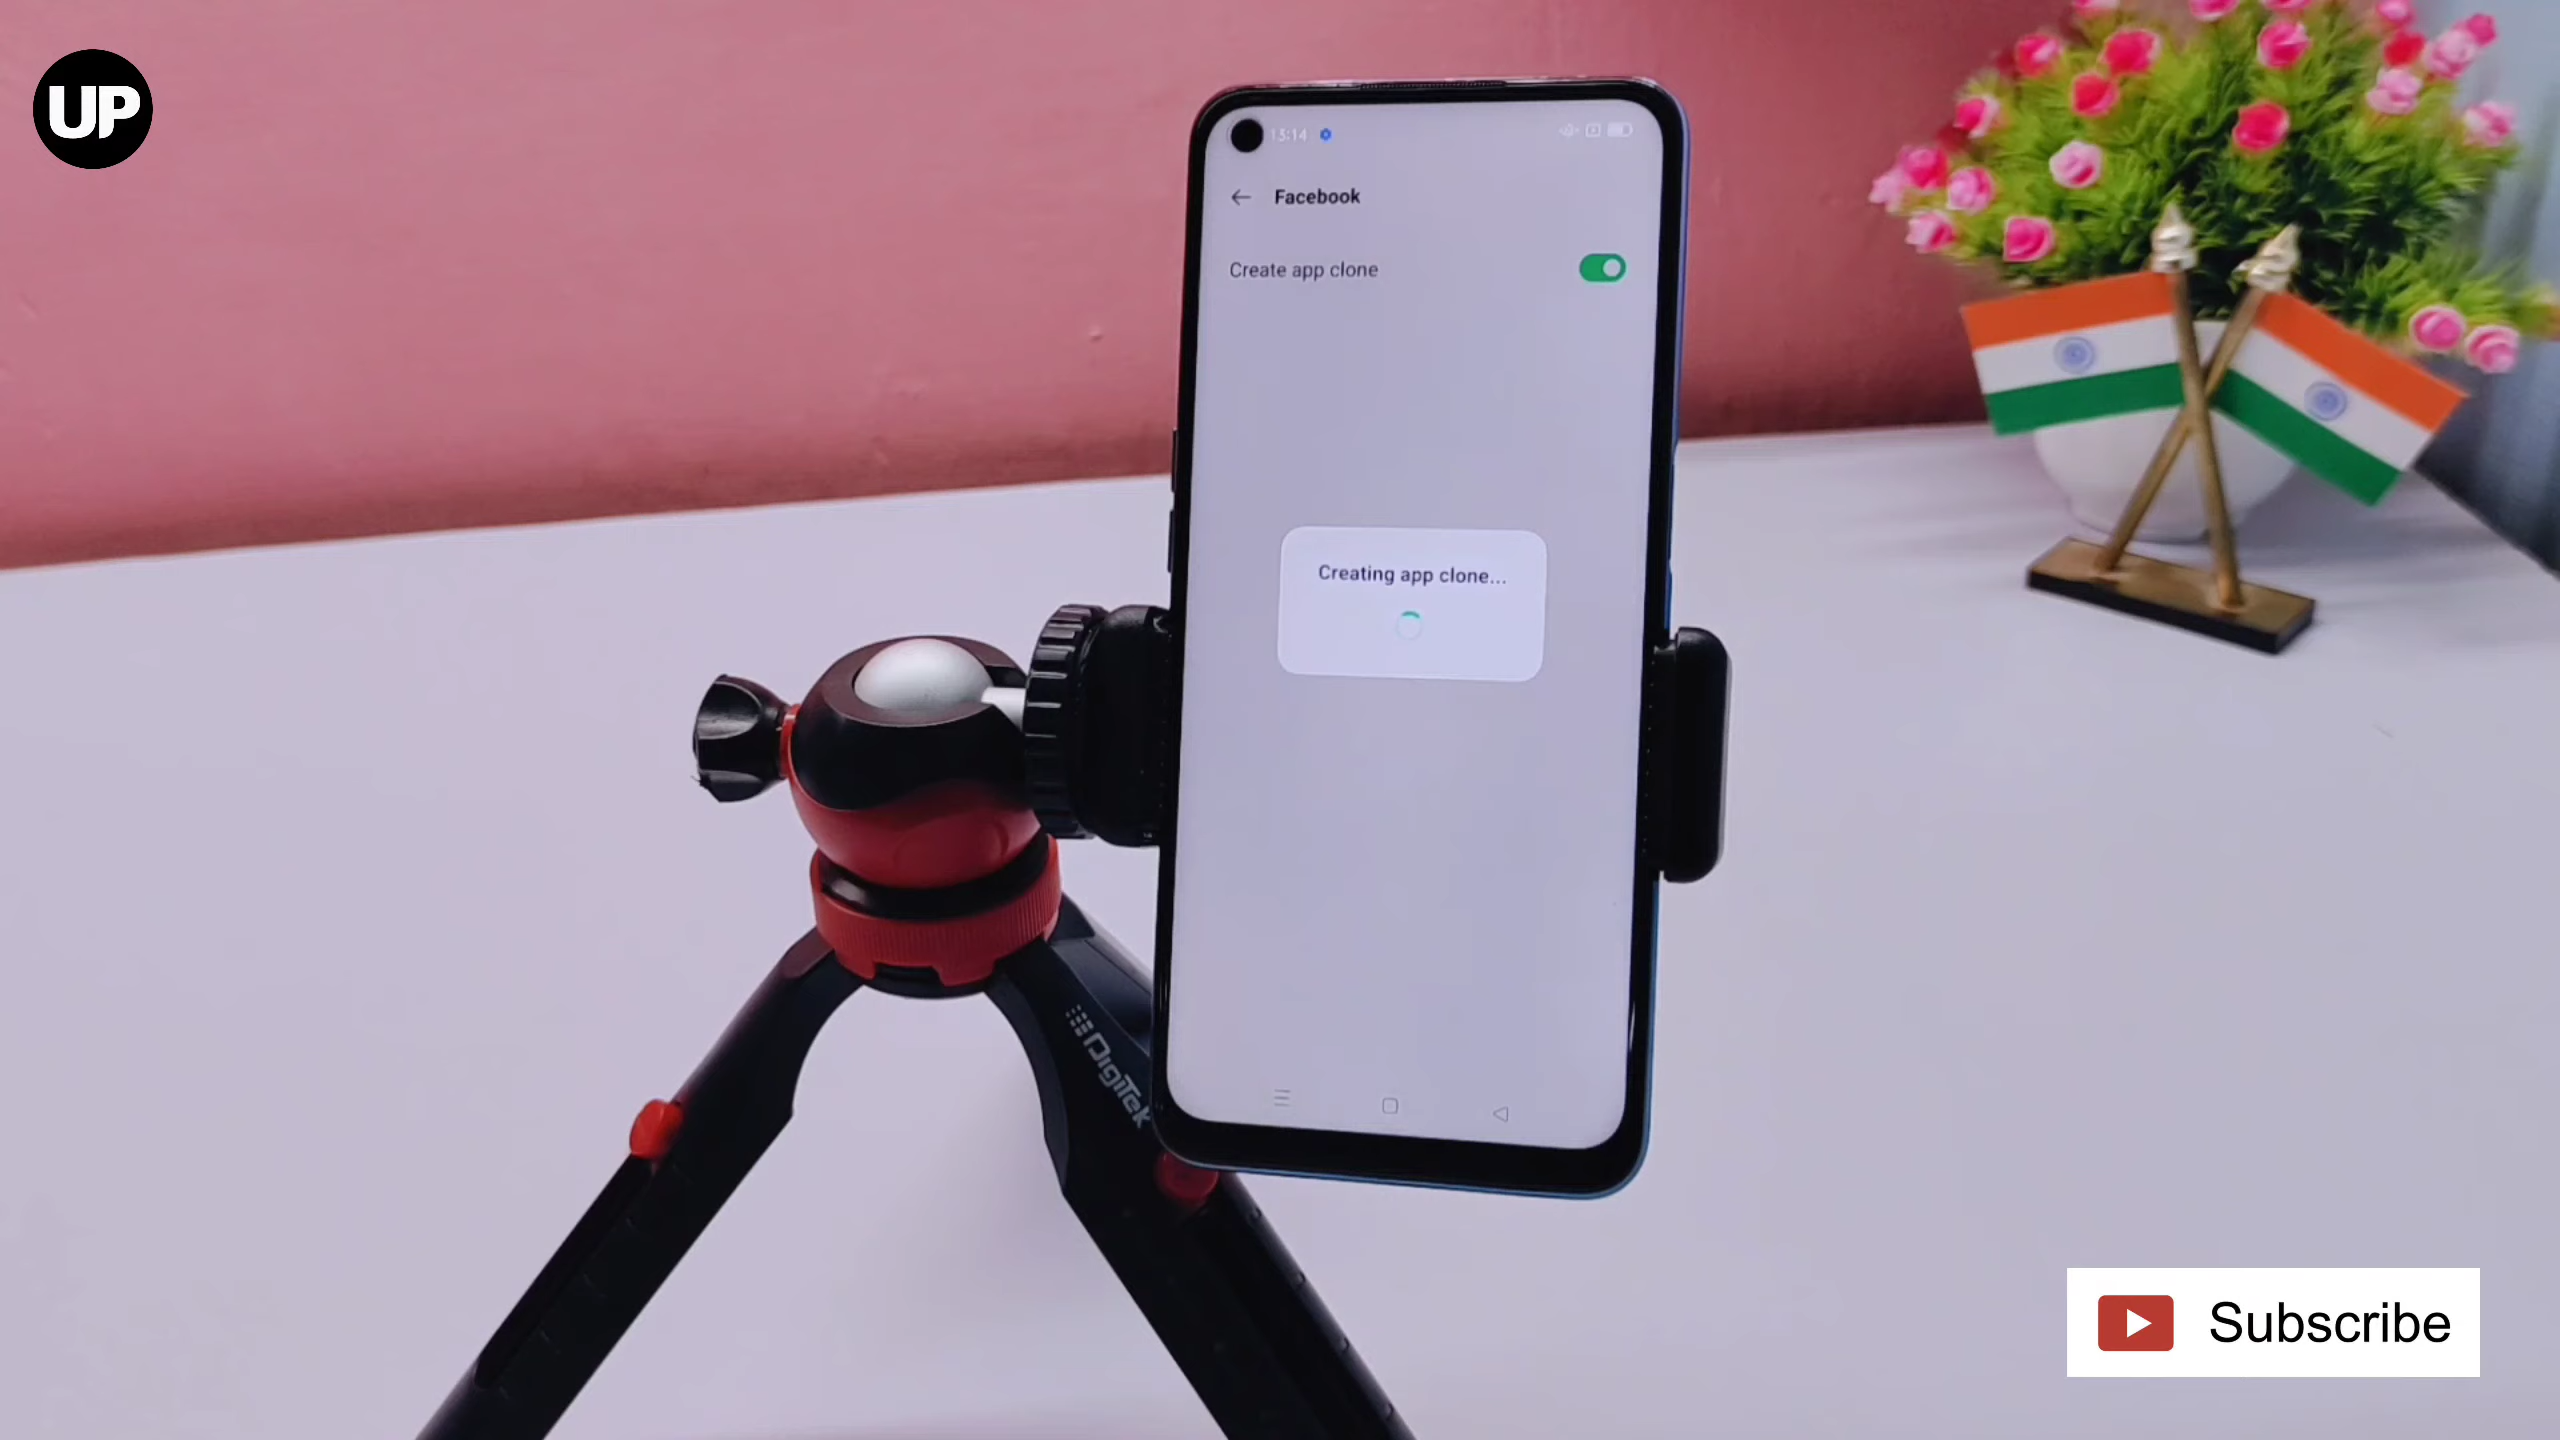 UP
13:14
Facebook
Create app clone
Creating app clone...
DigiTek
Subscribe